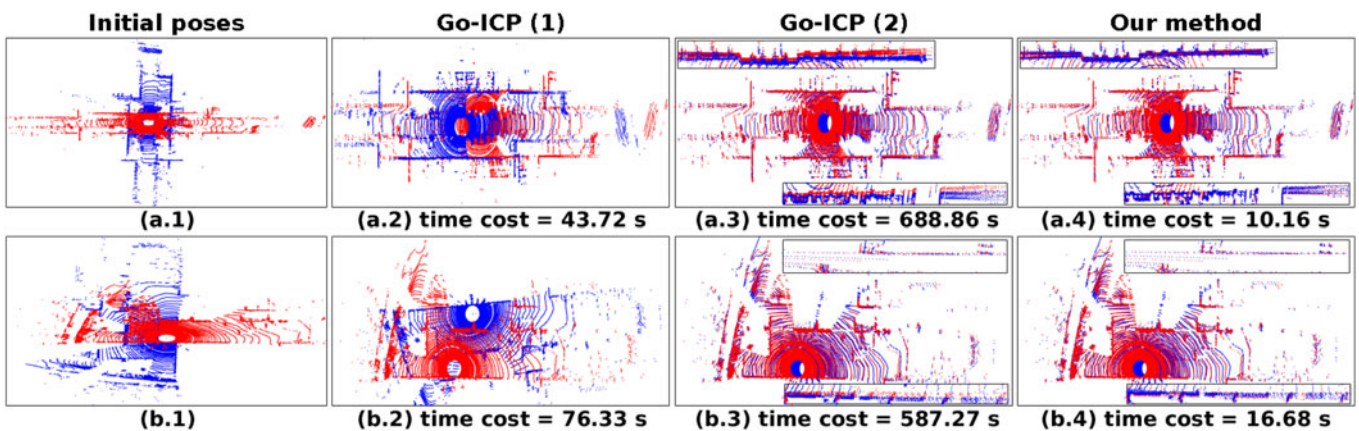 Initial poses Go-ICP (1) Go-ICP (2) Our method
(a.1) (a.2) time cost = 43.72 s (a.3) time cost = 688.86 s (a.4) time cost = 10.16 s
(b.1) (b.2) time cost = 76.33 s (b.3) time cost = 587.27 s (b.4) time cost = 16.68 s